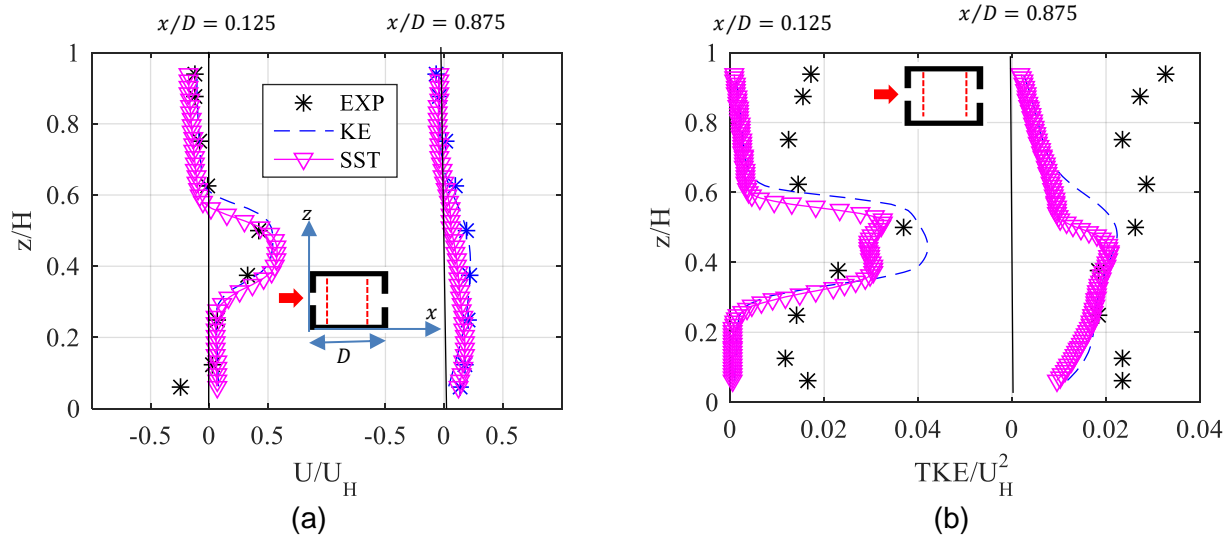 x/D = 0.125
x/D = 0.875
1
0.8
0.6
0.4
0.2
0
z/H
EXP
KE
SST
z
x
D
-0.5
0
0.5
-0.5
0
0.5
U/U_H
(a)
x/D = 0.125
x/D = 0.875
1
0.8
0.6
0.4
0.2
0
z/H
0
0.02
0.04
0
0.02
0.04
TKE/U_H^2
(b)